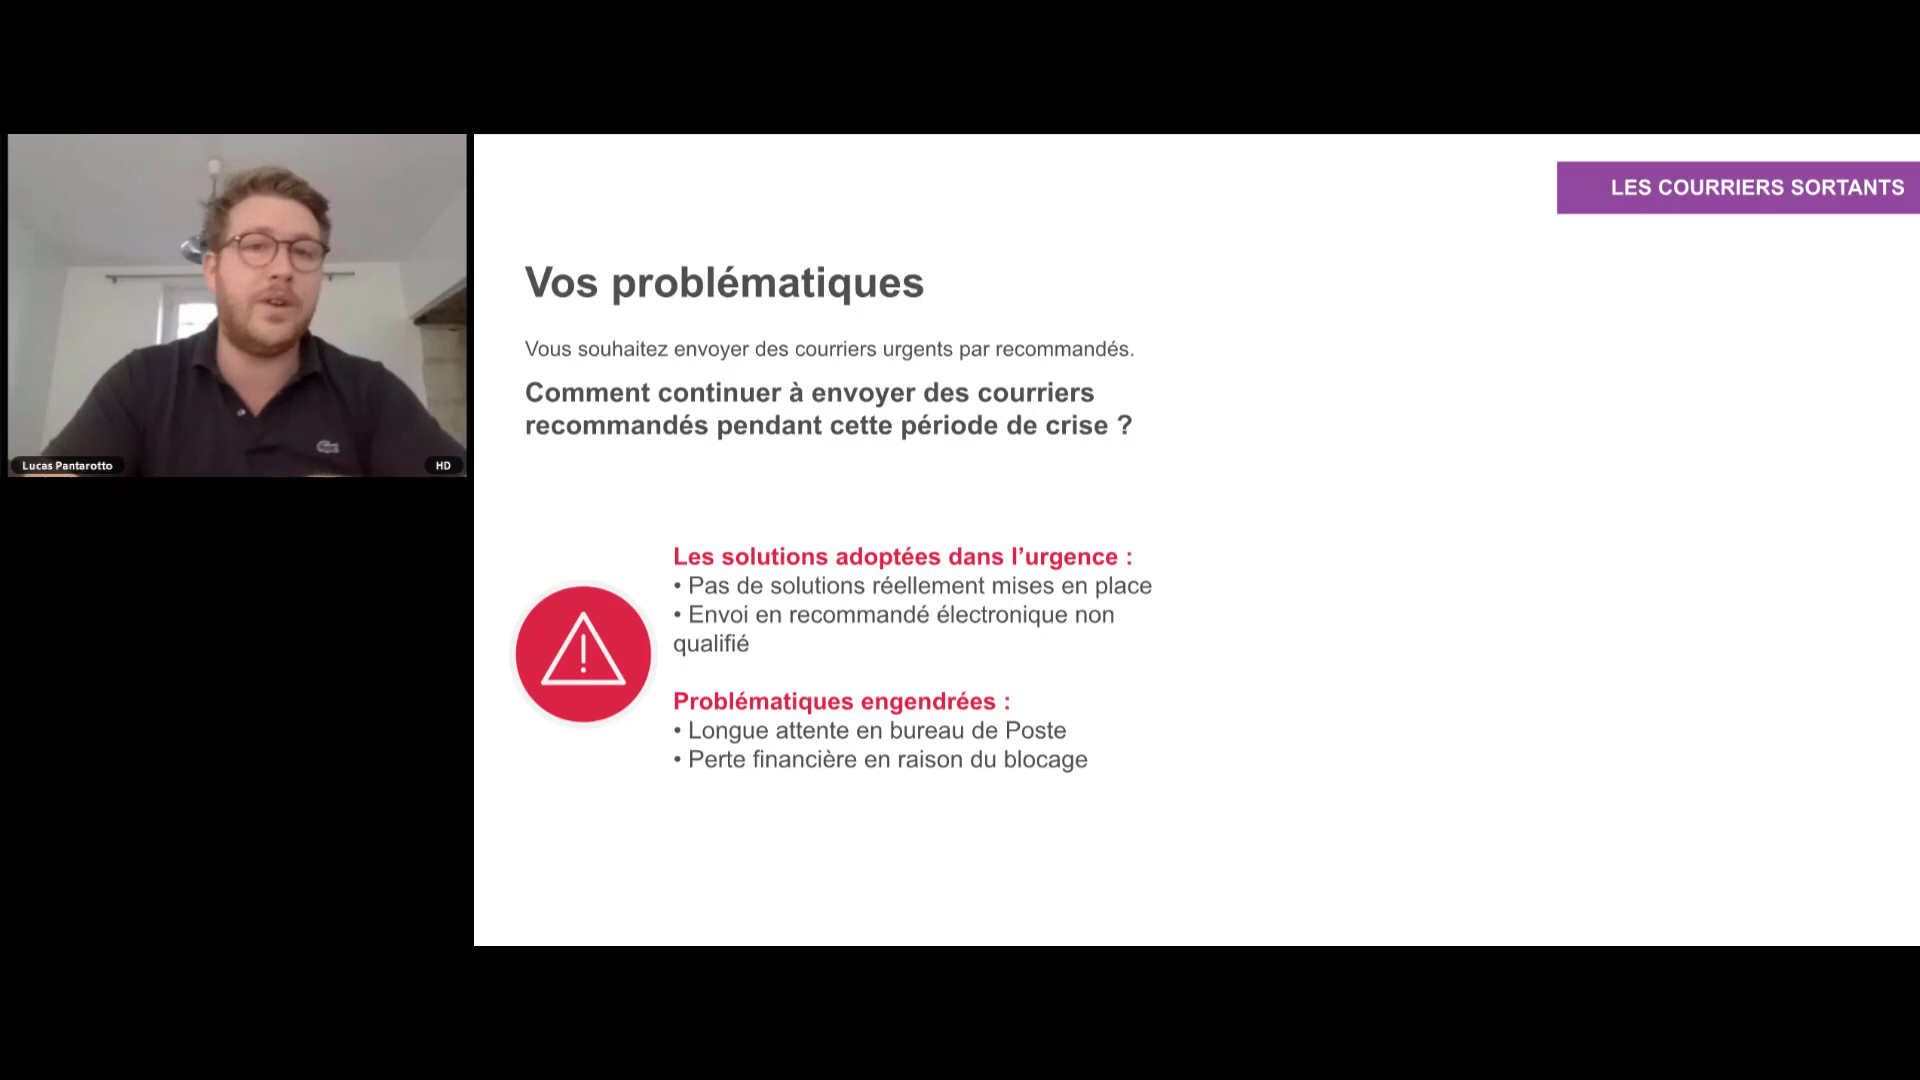 LES COURRIERS SORTANTS
Vos problématiques
Vous souhaitez envoyer des courriers urgents par recommandés.
Comment continuer à envoyer des courriers
recommandés pendant cette période de crise ?
Lucas Pantarotto
HD
Les solutions adoptées dans l’urgence :
• Pas de solutions réellement mises en place
• Envoi en recommandé électronique non
qualifié
Problématiques engendrées :
• Longue attente en bureau de Poste
• Perte financière en raison du blocage